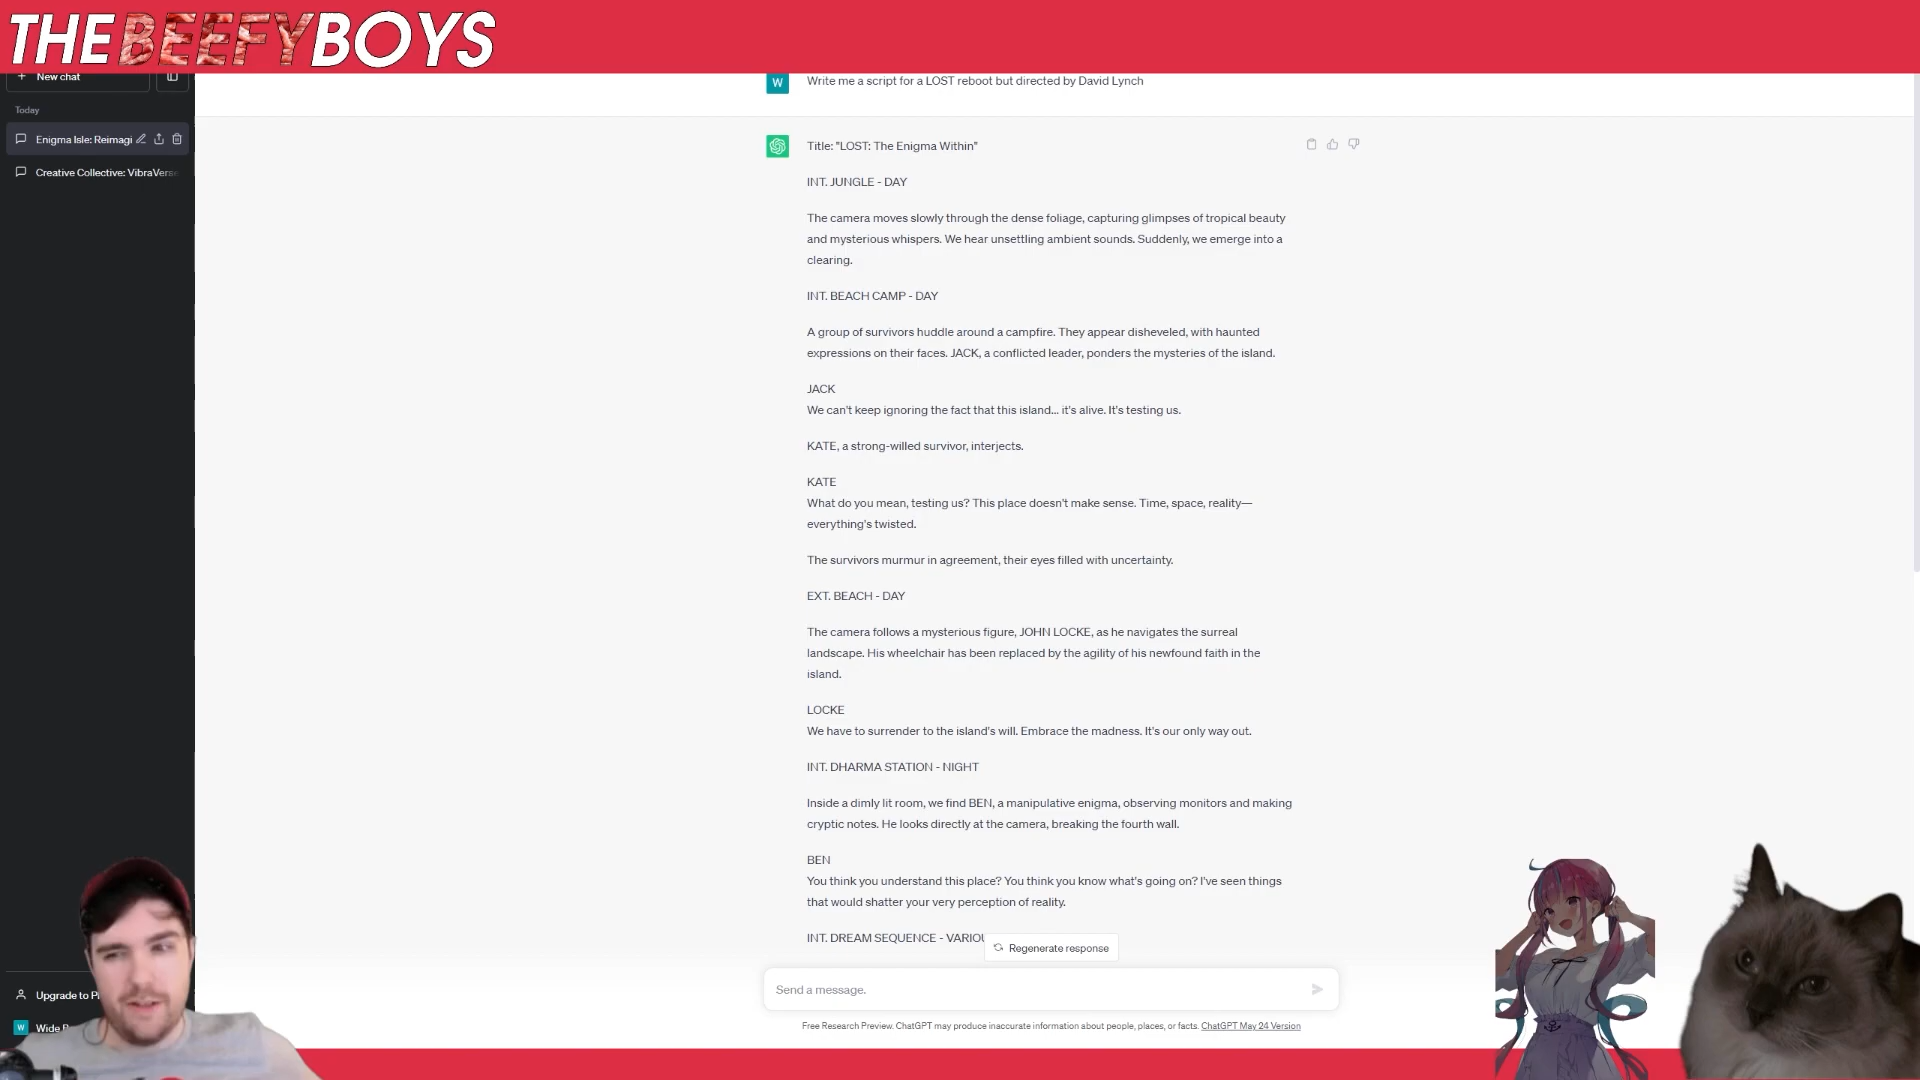 THE BEEFY BOYS
+ New chat
Today
Enigma Isle: Reimagi
Creative Collective: VibraVerse
W
Write me a script for a LOST reboot but directed by David Lynch
Title: "LOST: The Enigma Within"
INT. JUNGLE - DAY
The camera moves slowly through the dense foliage, capturing glimpses of tropical beauty
and mysterious whispers. We hear unsettling ambient sounds. Suddenly, we emerge into a
clearing.
INT. BEACH CAMP - DAY
A group of survivors huddle around a campfire. They appear disheveled, with haunted
expressions on their faces. JACK, a conflicted leader, ponders the mysteries of the island.
JACK
We can't keep ignoring the fact that this island... it's alive. It's testing us.
KATE, a strong-willed survivor, interjects.
KATE
What do you mean, testing us? This place doesn't make sense. Time, space, reality—
everything's twisted.
The survivors murmur in agreement, their eyes filled with uncertainty.
EXT. BEACH - DAY
The camera follows a mysterious figure, JOHN LOCKE, as he navigates the surreal
landscape. His wheelchair has been replaced by the agility of his newfound faith in the
island.
LOCKE
We have to surrender to the island's will. Embrace the madness. It's our only way out.
INT. DHARMA STATION - NIGHT
Inside a dimly lit room, we find BEN, a manipulative enigma, observing monitors and making
cryptic notes. He looks directly at the camera, breaking the fourth wall.
BEN
You think you understand this place? You think you know what's going on? I've seen things
that would shatter your very perception of reality.
INT. DREAM SEQUENCE - VARIOU
Regenerate response
Send a message.
Free Research Preview. ChatGPT may produce inaccurate information about people, places, or facts. ChatGPT May 24 Version
Upgrade to Pl
W Wide